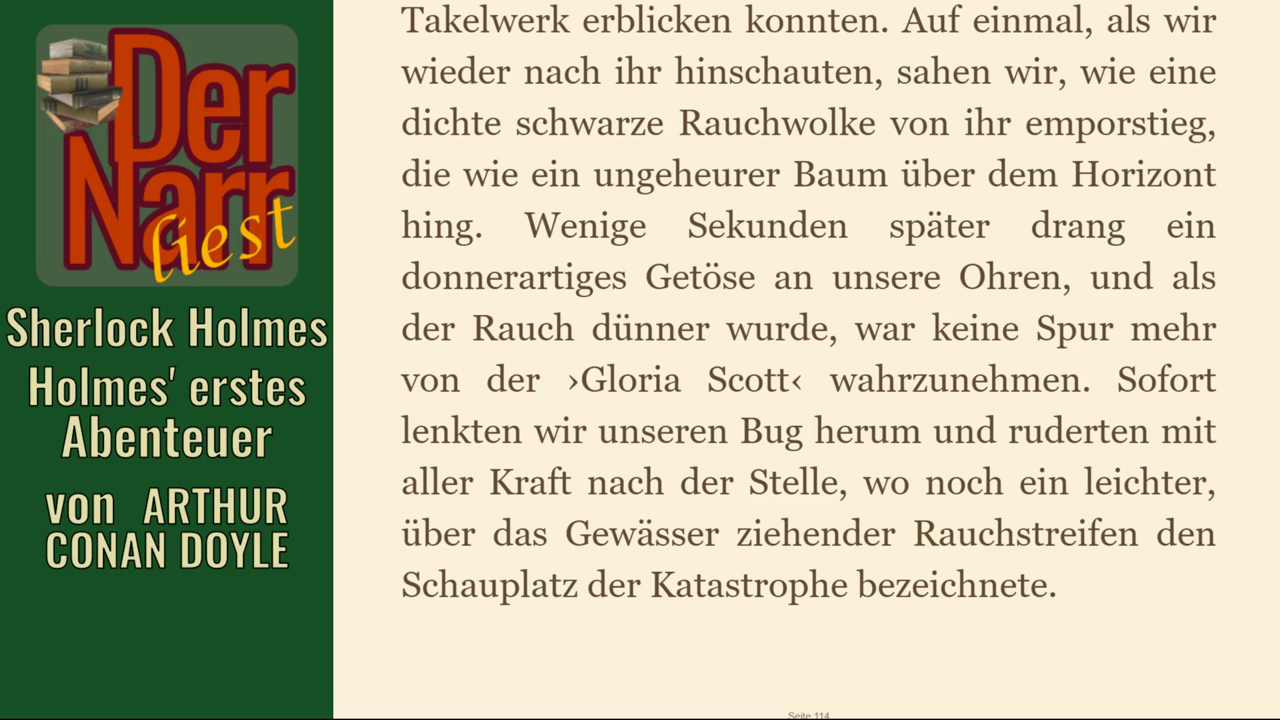 Der
Narr
liest
Sherlock Holmes
Holmes' erstes
Abenteuer
von ARTHUR
CONAN DOYLE
Takelwerk erblicken konnten. Auf einmal, als wir
wieder nach ihr hinschauten, sahen wir, wie eine
dichte schwarze Rauchwolke von ihr emporstieg,
die wie ein ungeheurer Baum über dem Horizont
hing. Wenige Sekunden später drang ein
donnerartiges Getöse an unsere Ohren, und als
der Rauch dünner wurde, war keine Spur mehr
von der ›Gloria Scott‹ wahrzunehmen. Sofort
lenkten wir unseren Bug herum und ruderten mit
aller Kraft nach der Stelle, wo noch ein leichter,
über das Gewässer ziehender Rauchstreifen den
Schauplatz der Katastrophe bezeichnete.
Seite 114